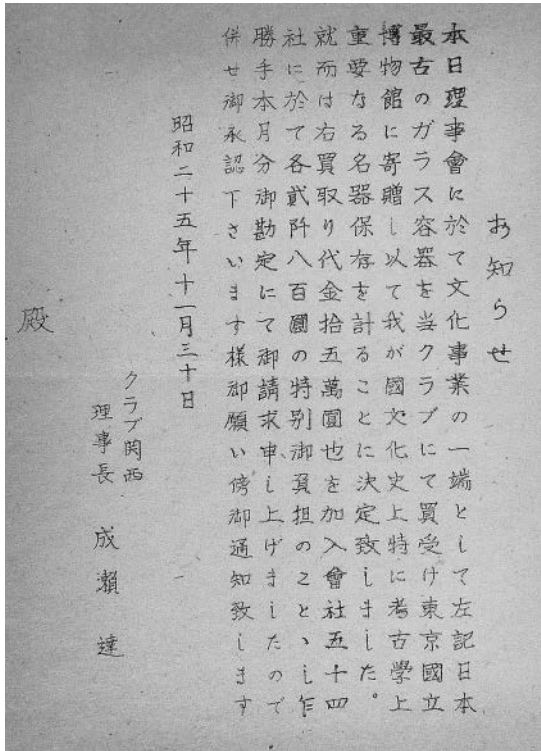 お知らせ
本日理事會に於て文化事業の一端として左記日本
最古のガラス容器を当クラブにて買受け東京國立
博物館に寄贈し以て我が國文化史上特に考古學上
重要なる名器保存を計ることに決定致しました。
就而は右買取り代金拾五萬圓也を加入會社五十四
社に於て各貳阡八百圓の特别御負担のことゝし乍
勝手本月分御勘定にて御請求申し上げましたので
併せ御承認下さいます様御願い傍御通知致します
昭和二十五年十一月三十日
クラブ関西
理事長 成瀬 達
殿